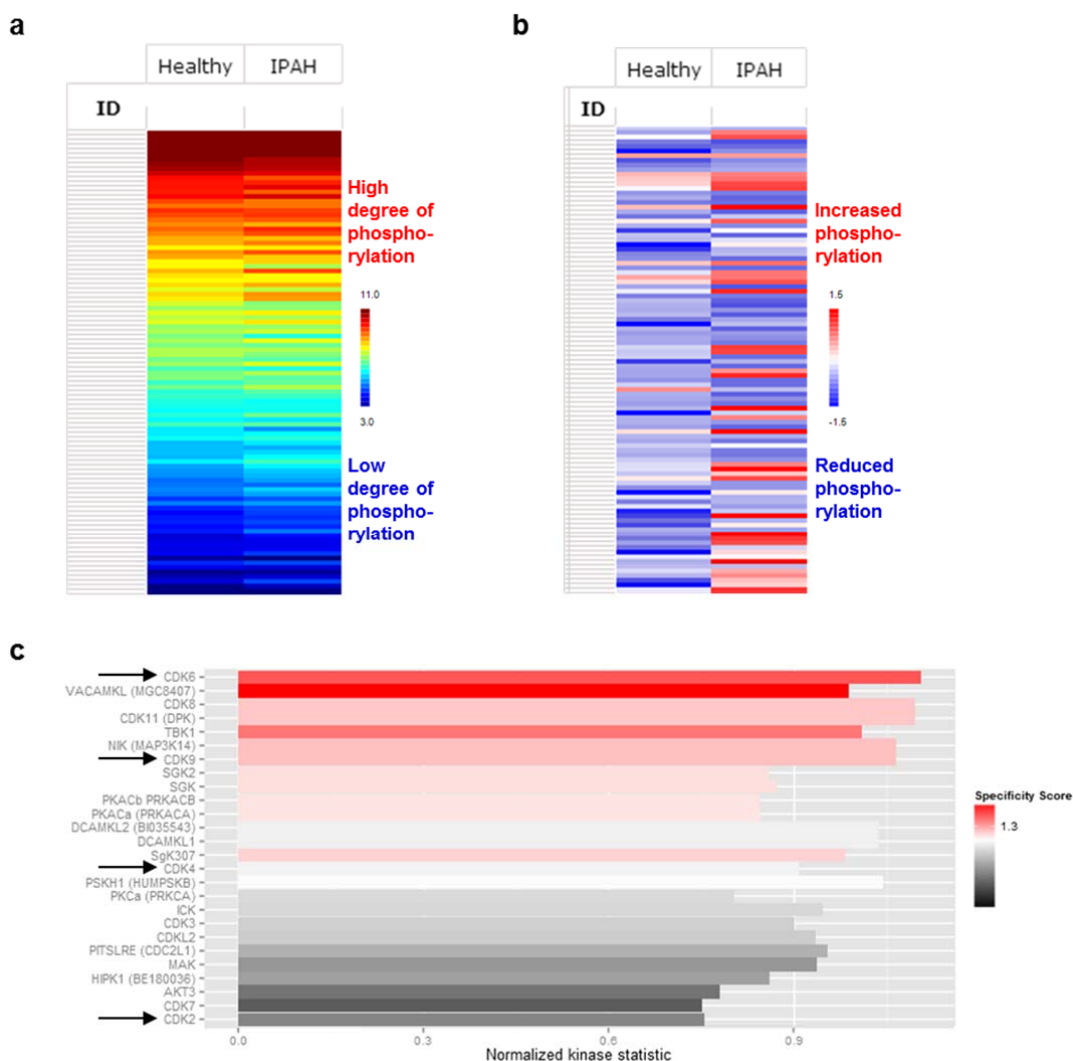 a
Healthy IPAH
ID
High
degree of
phospho-
rylation
11.0
3.0
Low
degree of
phospho-
rylation
b
Healthy IPAH
ID
Increased
phospho-
rylation
1.5
-1.5
Reduced
phospho-
rylation
c
CDK6
VACAMKL (MGC8407)
CDK8
CDK11 (DPK)
TBK1
NIK (MAP3K14)
CDK9
SGK2
SGK
PKACb PRKACB
PKACa (PRKACA)
DCAMKL2 (BI035543)
DCAMKL1
SgK307
CDK4
PSKH1 (HUMPSKB)
PKCa (PRKCA)
ICK
CDK3
CDKL2
PITSLRE (CDC2L1)
MAK
HIPK1 (BE180036)
AKT3
CDK7
CDK2
0.0 0.3 0.6 0.9
Normalized kinase statistic
Specificity Score
1.3